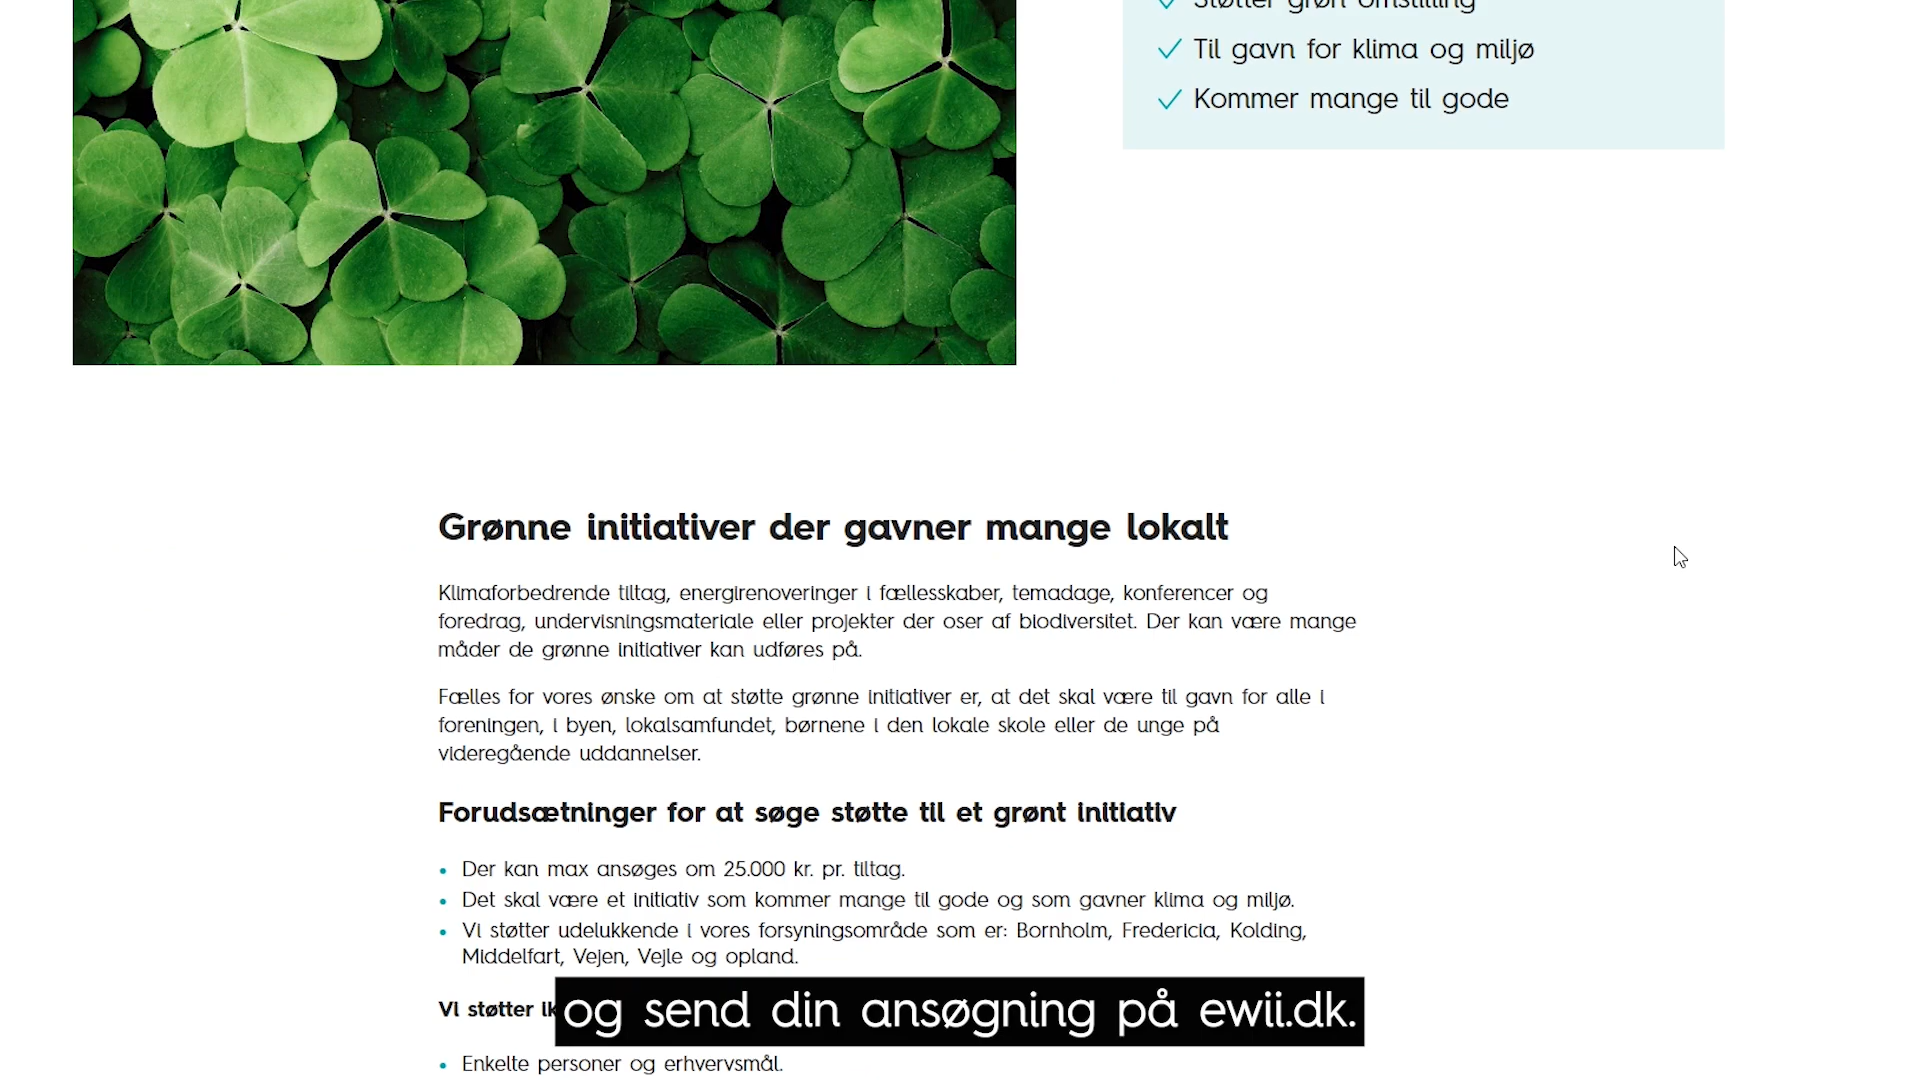 Støtter grøn omstilling
Til gavn for klima og miljø
Kommer mange til gode
Grønne initiativer der gavner mange lokalt
Klimaforbedrende tiltag, energirenoveringer i fællesskaber, temadage, konferencer og
foredrag, undervisningsmateriale eller projekter der oser af biodiversitet. Der kan være mange
måder de grønne initiativer kan udføres på.
Fælles for vores ønske om at støtte grønne initiativer er, at det skal være til gavn for alle i
foreningen, i byen, lokalsamfundet, børnene i den lokale skole eller de unge på
videregående uddannelser.
Forudsætninger for at søge støtte til et grønt initiativ
Der kan max ansøges om 25.000 kr. pr. tiltag.
Det skal være et initiativ som kommer mange til gode og som gavner klima og miljø.
Vi støtter udelukkende i vores forsyningsområde som er: Bornholm, Fredericia, Kolding,
Middelfart, Vejen, Vejle og opland.
Vi støtter
og send din ansøgning på ewii.dk.
Enkelte personer og erhvervsmål.